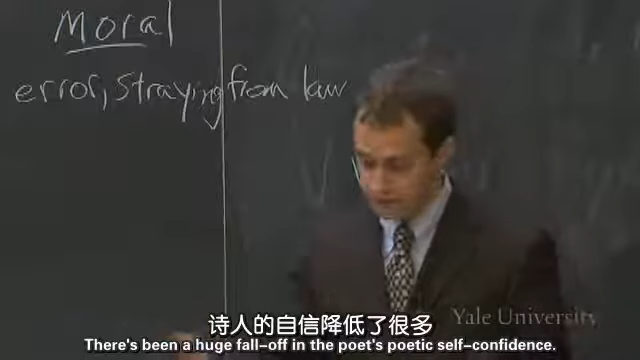 Moral
error, straying from law
Yale University
诗人的自信降低了很多
There's been a huge fall-off in the poet's poetic self-confidence.